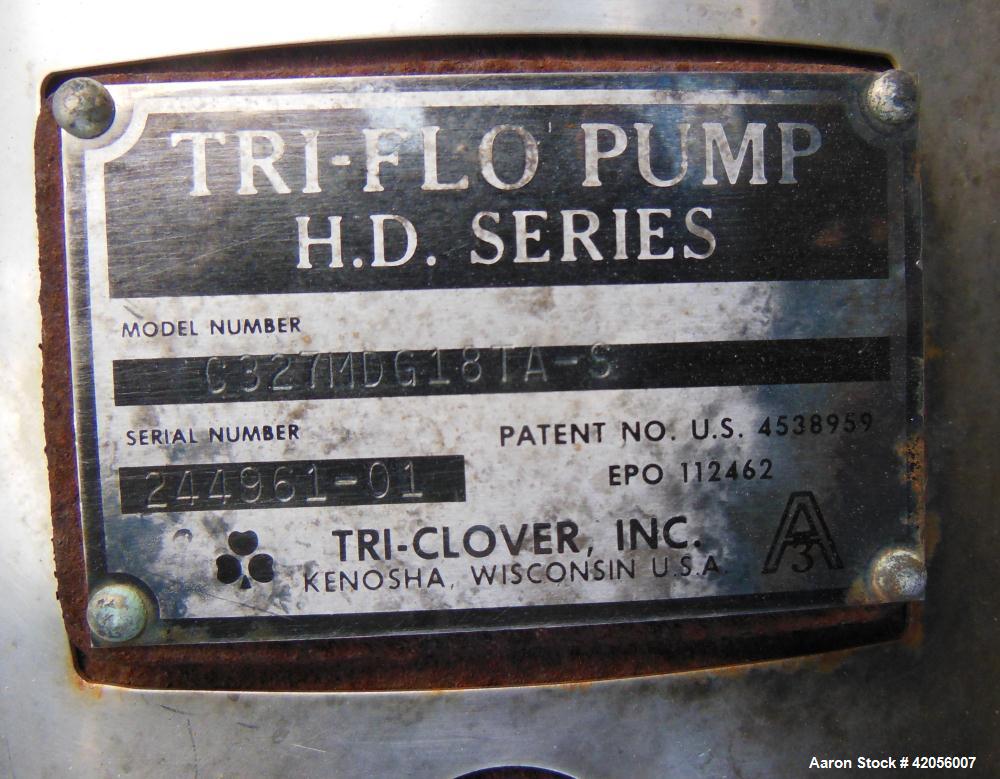 TRI-FLO PUMP
H.D. SERIES
MODEL NUMBER
C327MDG18TA-S
SERIAL NUMBER
PATENT NO. U.S. 4538959
244961-01
EPO 112462
TRI-CLOVER, INC.
KENOSHA, WISCONSIN U.S.A.
A
3
Aaron Stock # 42056007